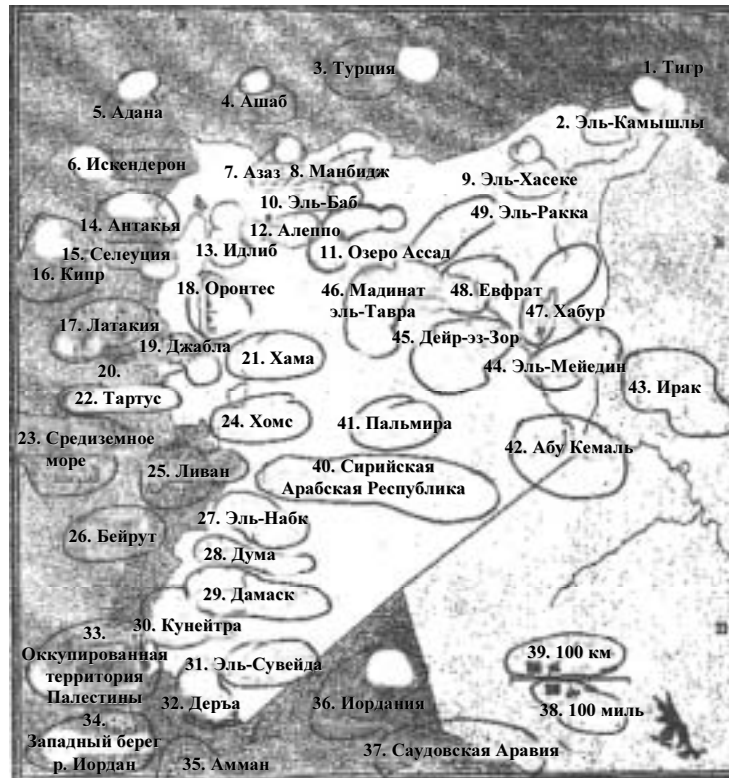 3. Турция
1. Тигр
5. Адана
4. Ашаб
2. Эль-Камышлы
6. Искендерон
7. Азаз
8. Манбидж
9. Эль-Хасеке
10. Эль-Баб
49. Эль-Ракка
14. Антакья
12. Алеппо
13. Идлиб
11. Озеро Ассад
15. Селеуция
16. Кипр
18. Оронтес
46. Мадинат
эль-Тавра
48. Евфрат
47. Хабур
17. Латакия
19. Джабла
45. Дейр-эз-Зор
21. Хама
44. Эль-Мейедин
20.
22. Тартус
43. Ирак
24. Хомс
41. Пальмира
23. Средиземное
море
42. Абу Кемаль
25. Ливан
40. Сирийская
Арабская Республика
27. Эль-Набк
26. Бейрут
28. Дума
29. Дамаск
30. Кунейтра
33.
Оккупированная
территория
Палестины
31. Эль-Сувейда
39. 100 км
32. Деръа
36. Иордания
38. 100 миль
34.
Западный берег
р. Иордан
35. Амман
37. Саудовская Аравия